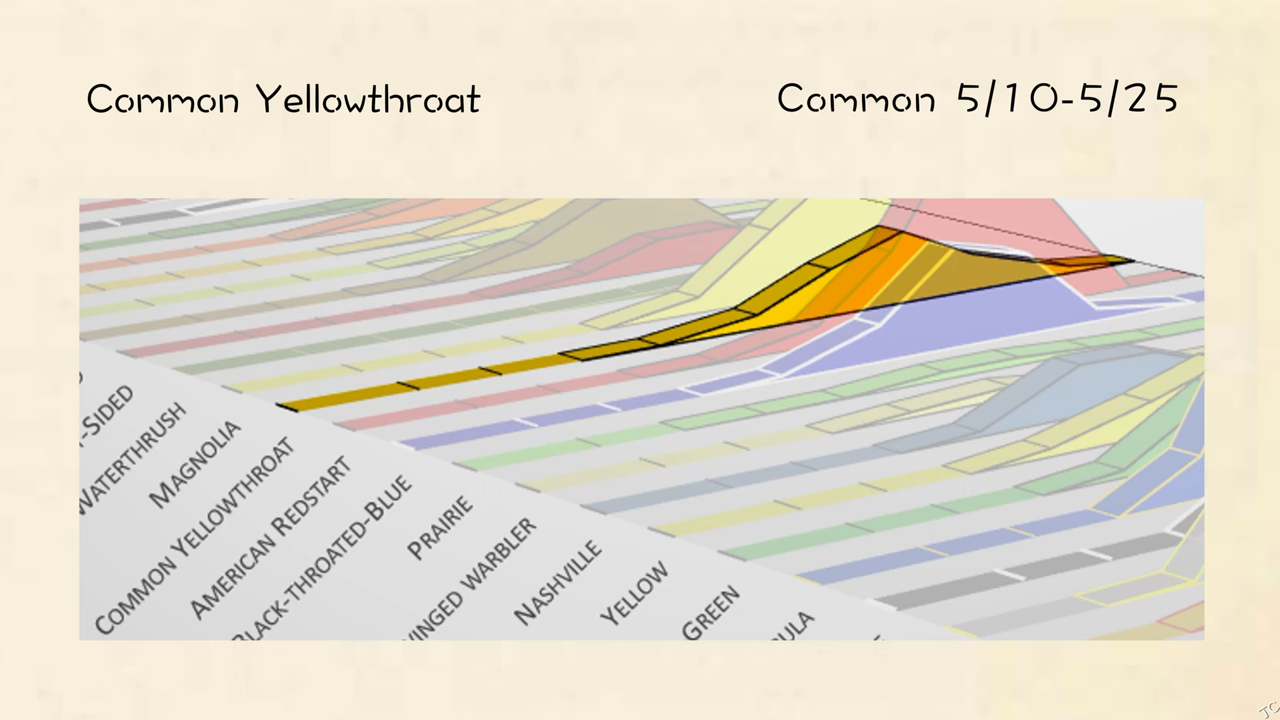 Common Yellowthroat
Common 5/10-5/25
-SIDED
WATERTHRUSH
MAGNOLIA
COMMON YELLOWTHROAT
AMERICAN REDSTART
BLACK-THROATED-BLUE
PRAIRIE
WINGED WARBLER
NASHVILLE
YELLOW
GREEN
ULA